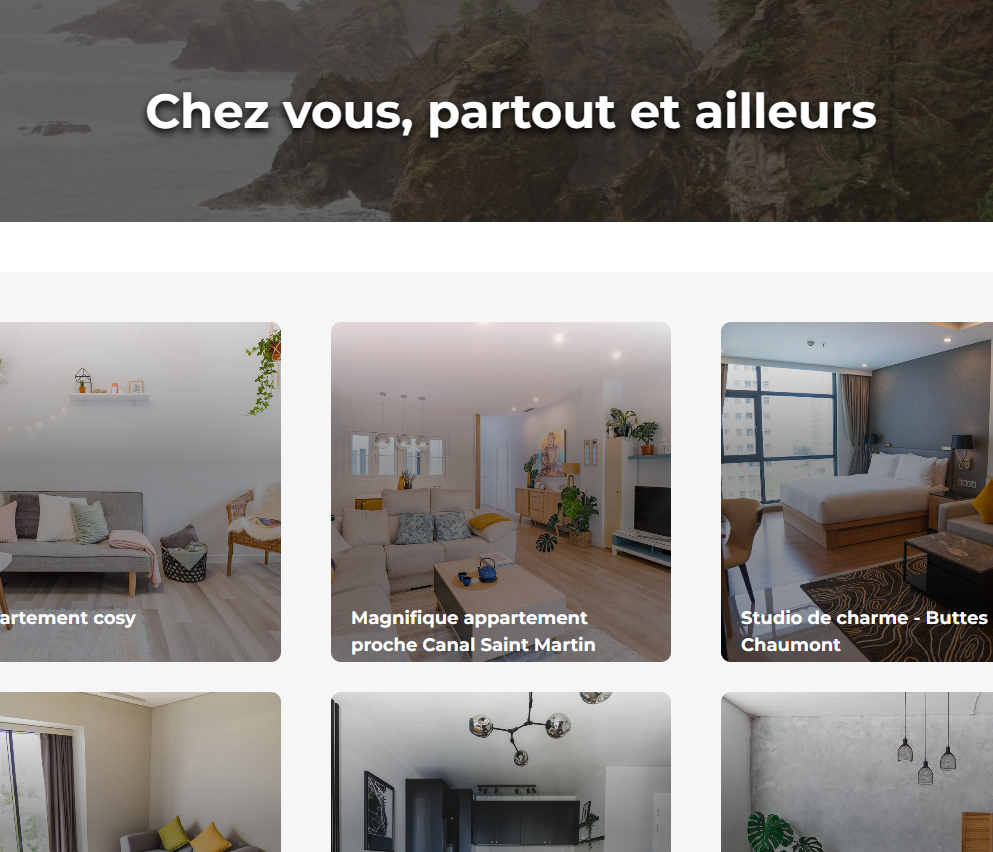 Chez vous, partout et ailleurs
artement cosy
Magnifique appartement
proche Canal Saint Martin
Studio de charme - Buttes
Chaumont